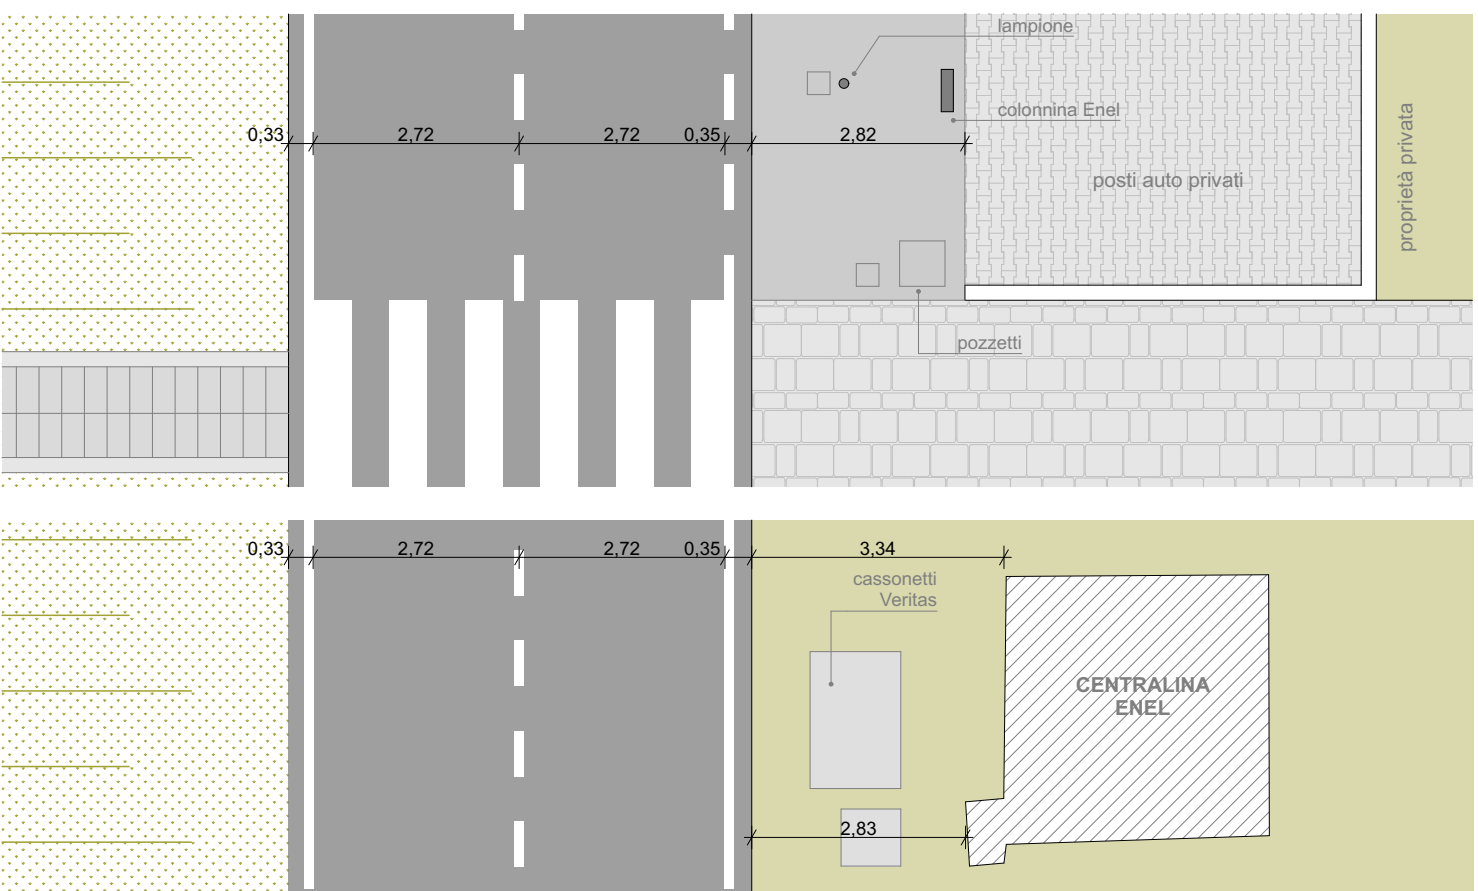 lampione
colonnina Enel
0,33
2,72
2,72
0,35
2,82
posti auto privati
proprietà privata
pozzetti
0,33
2,72
2,72
0,35
3,34
cassonetti
Veritas
CENTRALINA
ENEL
2,83